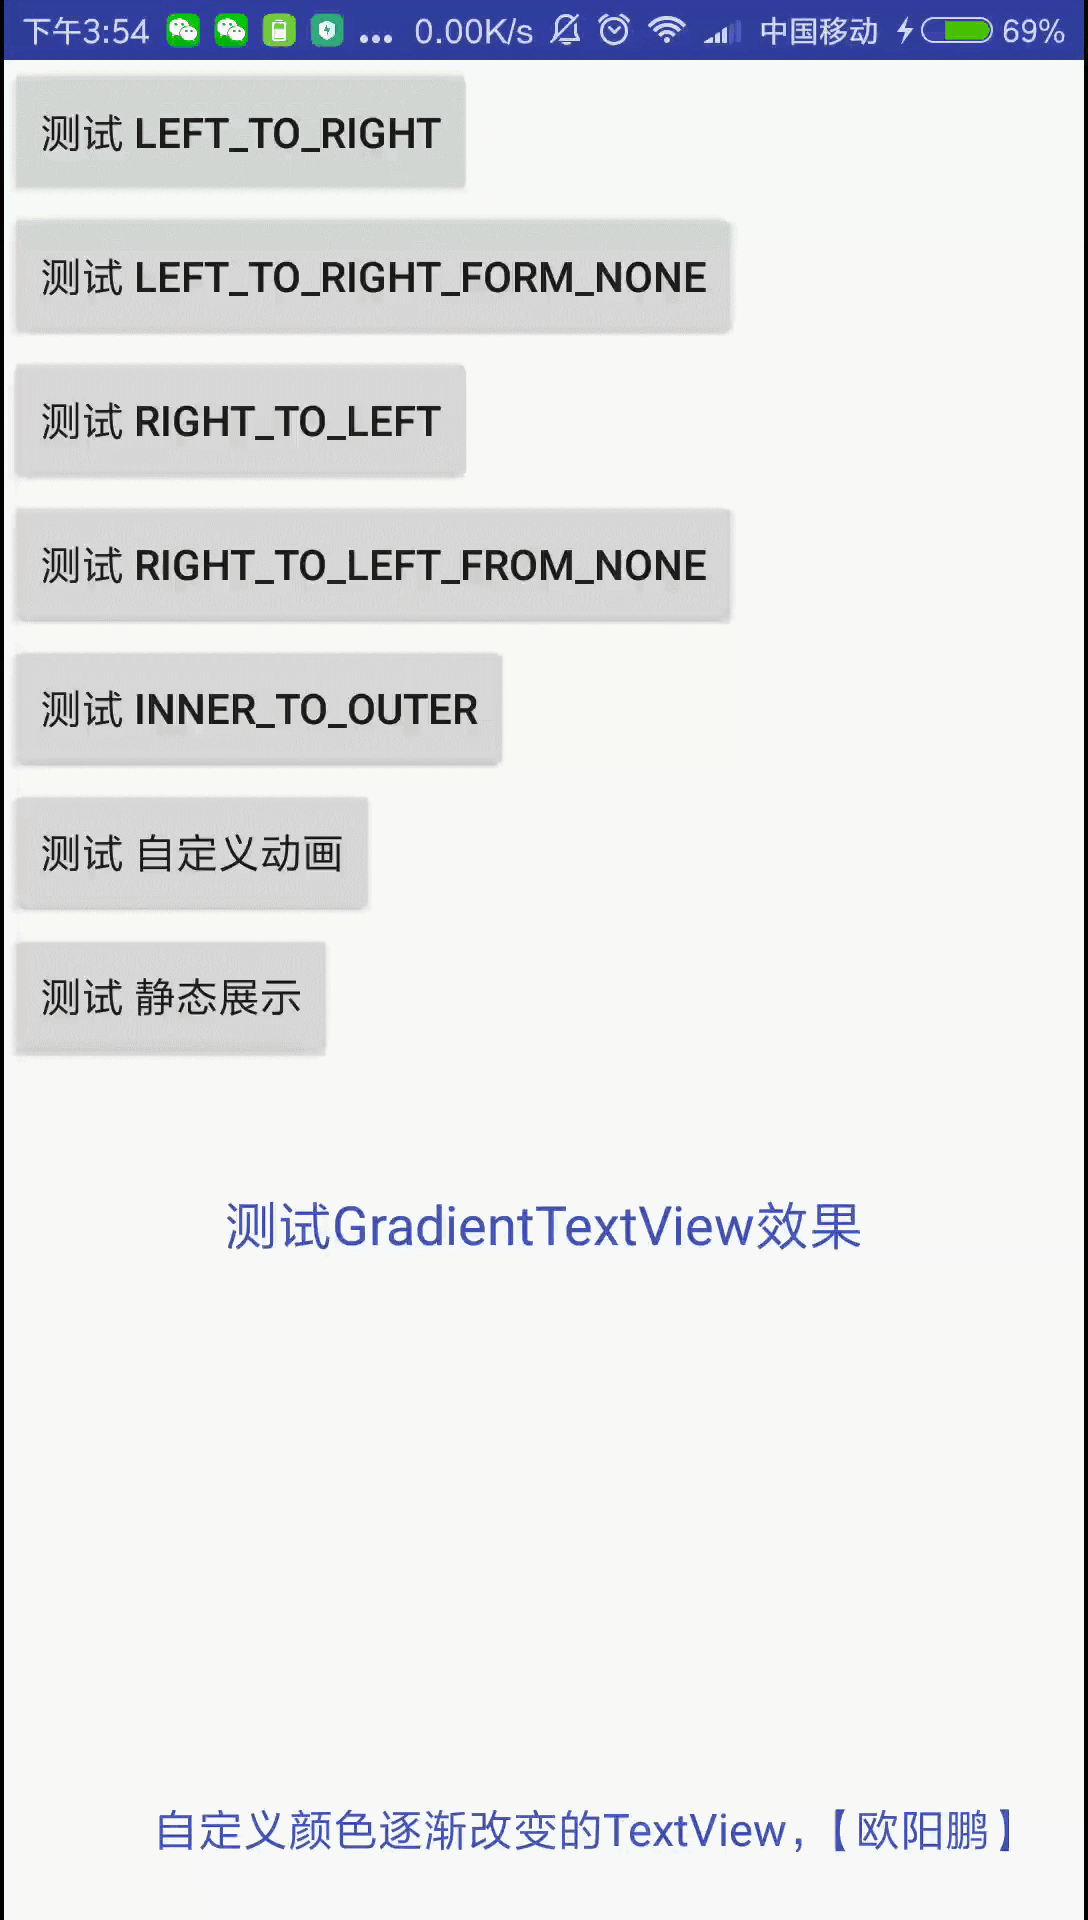 下午3:54 ... 0.00K/s 中国移动 69%
测试 LEFT_TO_RIGHT
测试 LEFT_TO_RIGHT_FORM_NONE
测试 RIGHT_TO_LEFT
测试 RIGHT_TO_LEFT_FROM_NONE
测试 INNER_TO_OUTER
测试 自定义动画
测试 静态展示
测试GradientTextView效果
自定义颜色逐渐改变的TextView,【欧阳鹏】